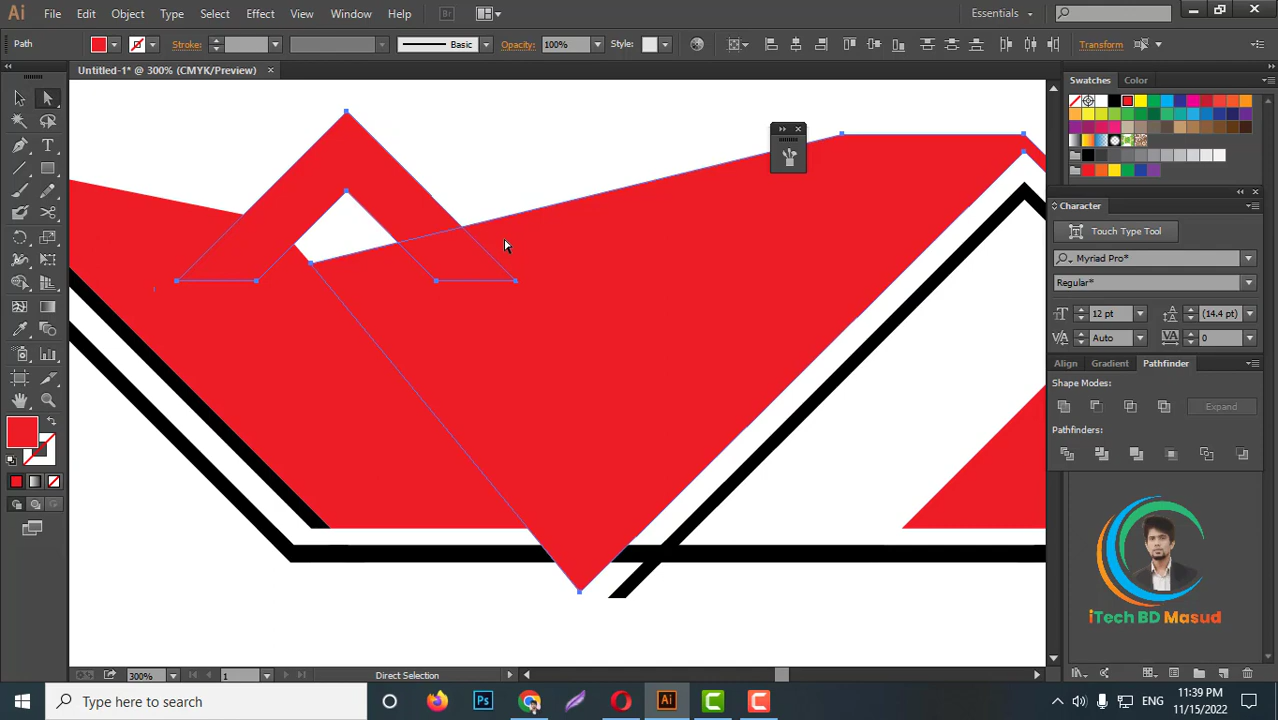 Ai File Edit Object Type Select Effect View Window Help Br Essentials
Path Stroke: Basic Opacity: 100% Style: Transform
Untitled-1* @ 300% (CMYK/Preview)
Swatches Color
Character
Touch Type Tool
Myriad Pro*
Regular*
12 pt (14.4 pt)
Auto 0
Align Gradient Pathfinder
Shape Modes:
Expand
Pathfinders:
iTech BD Masud
300% 1 Direct Selection
Type here to search Ps Ai ENG 11:39 PM
11/15/2022